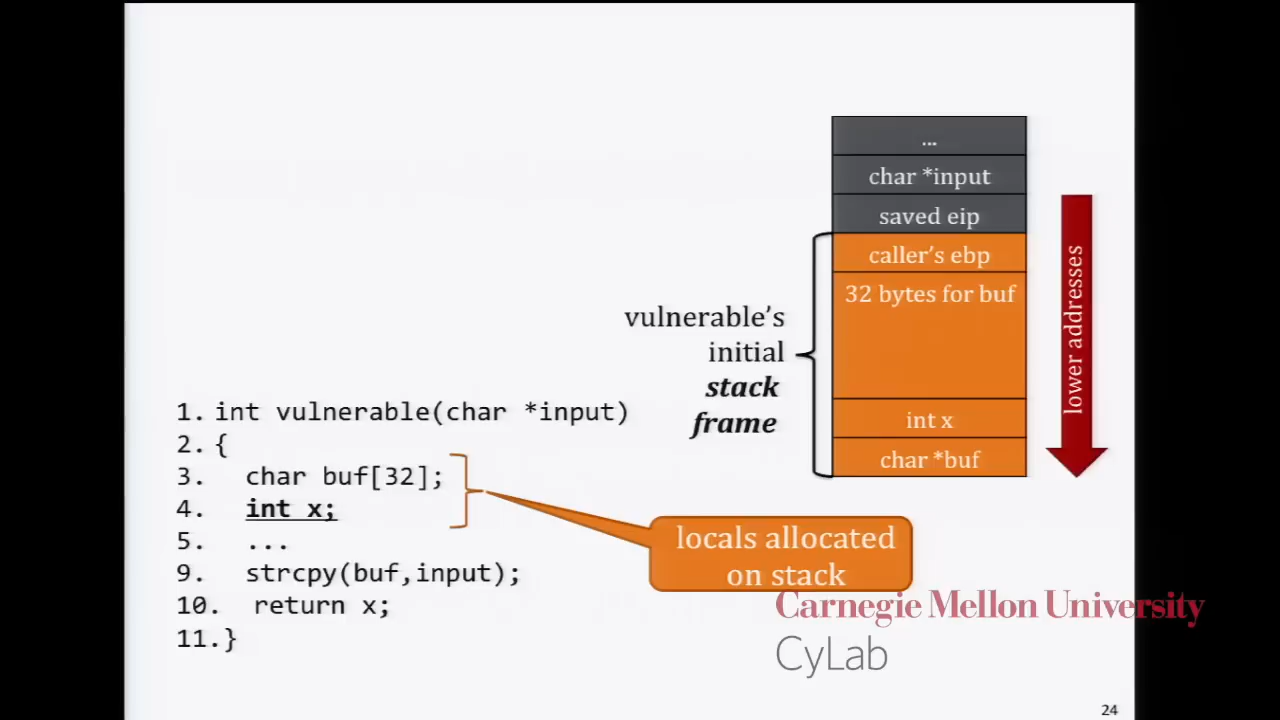 ...
char *input
saved eip
caller's ebp
32 bytes for buf
int x
char *buf
lower addresses
vulnerable's
initial
stack
frame
1. int vulnerable(char *input)
2. {
3. char buf[32];
4. int x;
5. ...
9. strcpy(buf,input);
10. return x;
11.}
locals allocated
on stack
Carnegie Mellon University
CyLab
24